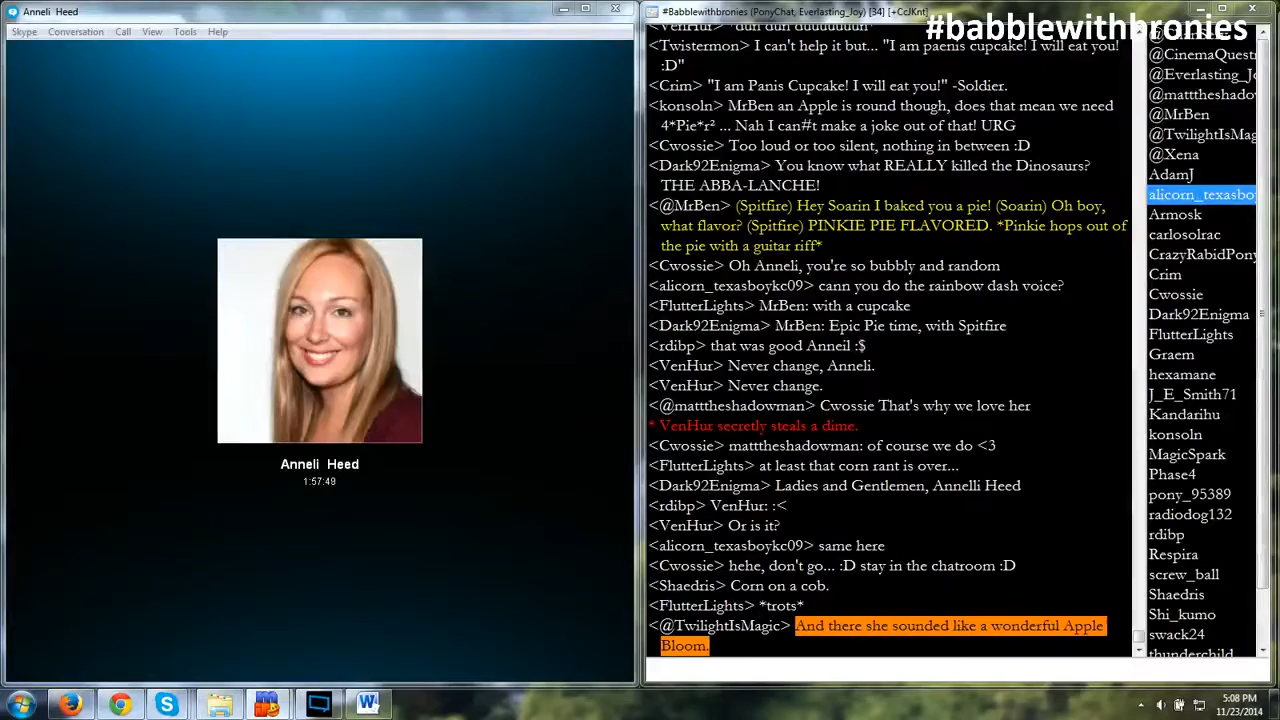 Anneli Heed
Skype Conversation Call View Tools Help
Anneli Heed
1:57:49
#Babblewithbronies (PonyChat, Everlasting_Joy) [34] [+CcJKnt]
#babblewithbronies
<Twistermon> I can't help it but... "I am paenis cupcake! I will eat you!
:D"
<Crim> "I am Panis Cupcake! I will eat you!" -Soldier.
<konsoln> MrBen an Apple is round though, does that mean we need
4*Pie*r² ... Nah I can#t make a joke out of that! URG
<Cwossie> Too loud or too silent, nothing in between :D
<Dark92Enigma> You know what REALLY killed the Dinosaurs?
THE ABBA-LANCHE!
<@MrBen> (Spitfire) Hey Soarin I baked you a pie! (Soarin) Oh boy,
what flavor? (Spitfire) PINKIE PIE FLAVORED. *Pinkie hops out of
the pie with a guitar riff*
<Cwossie> Oh Anneli, you're so bubbly and random
<alicorn_texasboykc09> cann you do the rainbow dash voice?
<FlutterLights> MrBen: with a cupcake
<Dark92Enigma> MrBen: Epic Pie time, with Spitfire
<rdibp> that was good Anneil :$
<VenHur> Never change, Anneli.
<VenHur> Never change.
<@matttheshadowman> Cwossie That's why we love her
* VenHur secretly steals a dime.
<Cwossie> matttheshadowman: of course we do <3
<FlutterLights> at least that corn rant is over...
<Dark92Enigma> Ladies and Gentlemen, Annelli Heed
<rdibp> VenHur: :<
<VenHur> Or is it?
<alicorn_texasboykc09> same here
<Cwossie> hehe, don't go... :D stay in the chatroom :D
<Shaedris> Corn on a cob.
<FlutterLights> *trots*
<@TwilightIsMagic> And there she sounded like a wonderful Apple
Bloom.
@CinemaQuest
@Everlasting_Jo
@matttheshadow
@MrBen
@TwilightIsMag
@Xena
AdamJ
alicorn_texasboy
Armosk
carlosolrac
CrazyRabidPony
Crim
Cwossie
Dark92Enigma
FlutterLights
Graem
hexamane
J_E_Smith71
Kandarihu
konsoln
MagicSpark
Phase4
pony_95389
radiodog132
rdibp
Respira
screw_ball
Shaedris
Shi_kumo
swack24
thunderchild
5:08 PM
11/23/2014